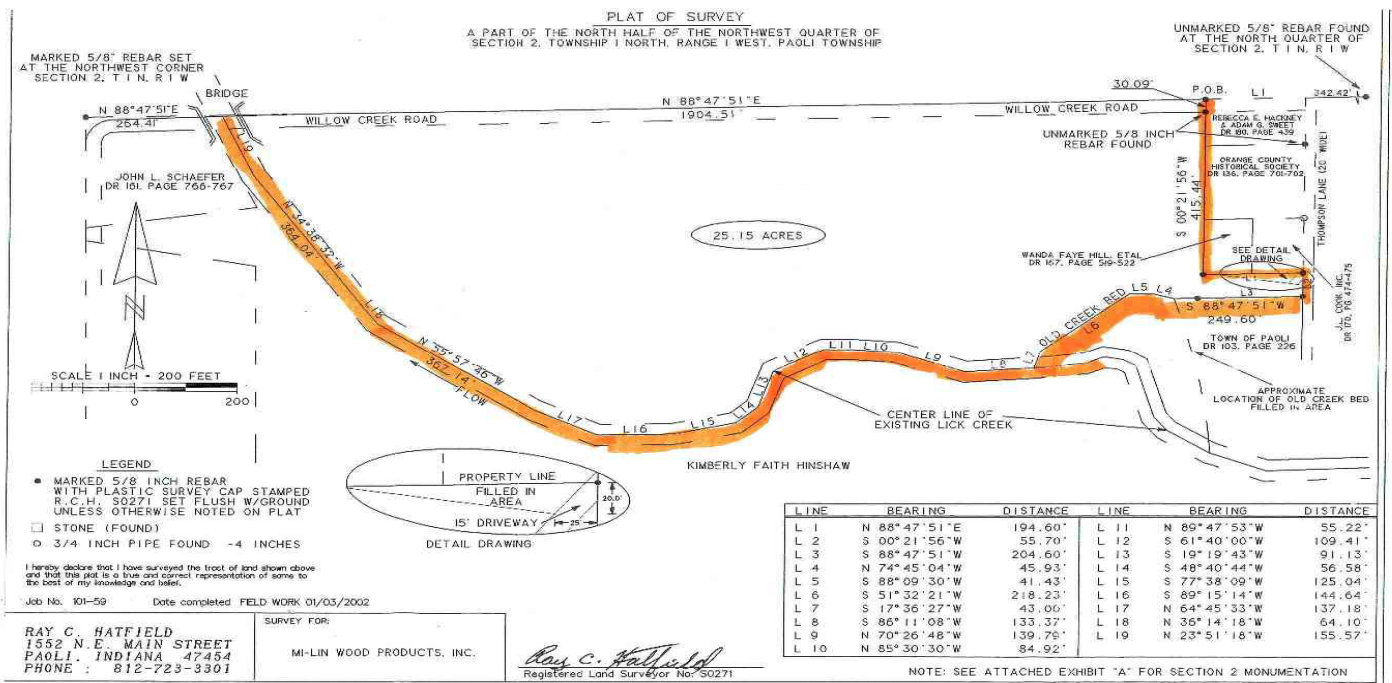 PLAT OF SURVEY
A PART OF THE NORTH HALF OF THE NORTHWEST QUARTER OF
SECTION 2, TOWNSHIP 1 NORTH, RANGE 1 WEST, PAOLI TOWNSHIP
MARKED 5/8" REBAR SET
AT THE NORTHWEST CORNER
SECTION 2, T 1 N, R 1 W
UNMARKED 5/8" REBAR FOUND
AT THE NORTH QUARTER OF
SECTION 2, T 1 N, R 1 W
BRIDGE
N 88°47'51"E
264.41'
WILLOW CREEK ROAD
N 88°47'51"E
1904.51'
WILLOW CREEK ROAD
30.09'
P.O.B.
L1
342.42'
UNMARKED 5/8 INCH
REBAR FOUND
REBECCA E. HACKNEY
& ADAM G. SWEET
DR 180, PAGE 439
ORANGE COUNTY
HISTORICAL SOCIETY
DR 136, PAGE 701-702
THOMPSON LANE (20' WIDE)
S 00°21'56"W
415.44'
JOHN L. SCHAEFER
DR 161, PAGE 766-767
N
L19
N 34°38'32"W
364.04'
L18
25.15 ACRES
WANDA FAYE HILL, ETAL
DR 167, PAGE 519-522
SEE DETAIL
DRAWING
L3
S 88°47'51"W
249.60'
J.L. COOK INC.
DR 170, PG 474-475
TOWN OF PAOLI
DR 103, PAGE 226
L4
L5
OLD CREEK BED
L6
L7
L8
L9
L10
L11
L12
L13
L14
L15
L16
L17
N 55°57'46"W
367.14'
FLOW
SCALE 1 INCH - 200 FEET
0 200
CENTER LINE OF
EXISTING LICK CREEK
APPROXIMATE
LOCATION OF OLD CREEK BED
FILLED IN AREA
KIMBERLY FAITH HINSHAW
LEGEND
MARKED 5/8 INCH REBAR
WITH PLASTIC SURVEY CAP STAMPED
R.C.H. S0271 SET FLUSH W/GROUND
UNLESS OTHERWISE NOTED ON PLAT
STONE (FOUND)
3/4 INCH PIPE FOUND -4 INCHES
PROPERTY LINE
FILLED IN
AREA
20.0'
15' DRIVEWAY
25'
DETAIL DRAWING
I hereby declare that I have surveyed the tract of land shown above
and that this plat is a true and correct representation of same to
the best of my knowledge and belief.
Job No. 101-59 Date completed FIELD WORK 01/03/2002
RAY C. HATFIELD
1552 N.E. MAIN STREET
PAOLI, INDIANA 47454
PHONE : 812-723-3301
SURVEY FOR:
MI-LIN WOOD PRODUCTS, INC.
Ray C. Hatfield
Registered Land Surveyor No: S0271
LINE BEARING DISTANCE LINE BEARING DISTANCE
L 1 N 88°47'51"E 194.60' L 11 N 89°47'53"W 55.22'
L 2 S 00°21'56"W 55.70' L 12 S 61°40'00"W 109.41'
L 3 S 88°47'51"W 204.60' L 13 S 19°19'43"W 91.13'
L 4 N 74°45'04"W 45.93' L 14 S 48°40'44"W 56.58'
L 5 S 88°09'30"W 41.43' L 15 S 77°38'09"W 125.04'
L 6 S 51°32'21"W 218.23' L 16 S 89°15'14"W 144.64'
L 7 S 17°36'27"W 43.00' L 17 N 64°45'33"W 137.18'
L 8 S 86°11'08"W 133.37' L 18 N 36°14'18"W 64.10'
L 9 N 70°26'48"W 139.79' L 19 N 23°51'18"W 155.57'
L 10 N 85°30'30"W 84.92'
NOTE: SEE ATTACHED EXHIBIT "A" FOR SECTION 2 MONUMENTATION